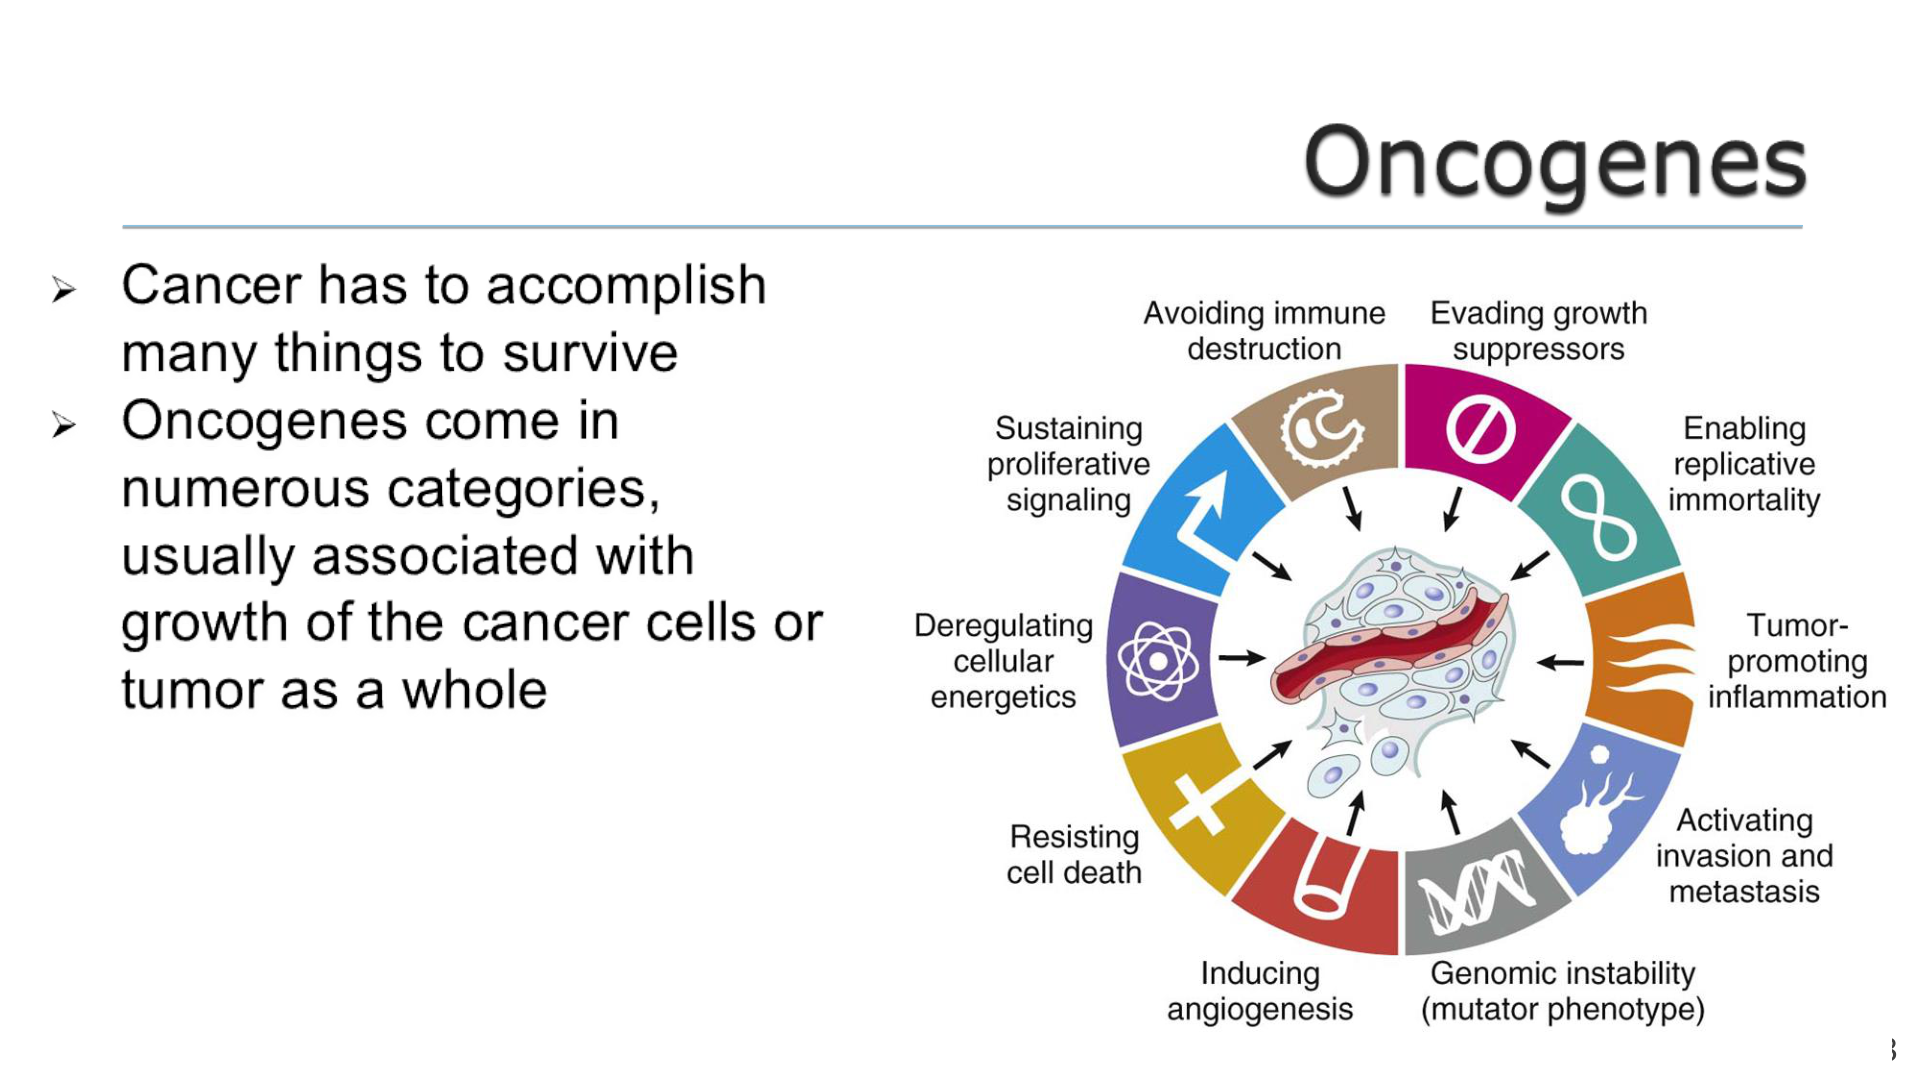 Oncogenes
Cancer has to accomplish
many things to survive
Oncogenes come in
numerous categories,
usually associated with
growth of the cancer cells or
tumor as a whole
Avoiding immune
destruction
Evading growth
suppressors
Sustaining
proliferative
signaling
Enabling
replicative
immortality
Deregulating
cellular
energetics
Tumor-
promoting
inflammation
Resisting
cell death
Activating
invasion and
metastasis
Inducing
angiogenesis
Genomic instability
(mutator phenotype)